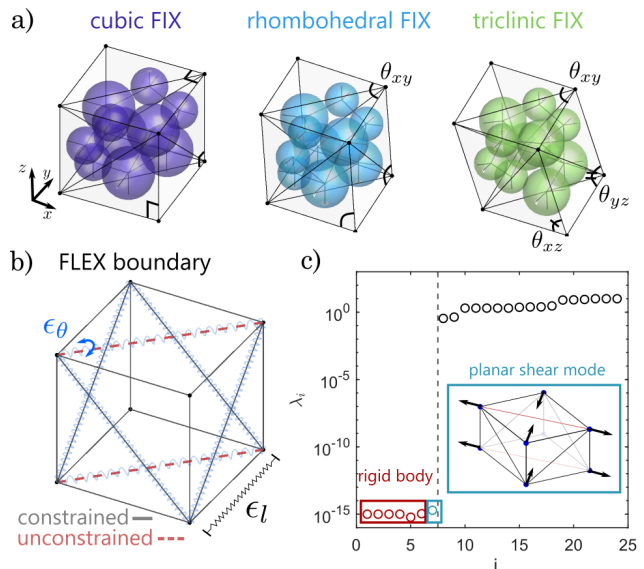 a) cubic FIX rhombohedral FIX triclinic FIX
θxy θxy
z y x
θyz
θxz
b) FLEX boundary c)
ϵθ
10^0
10^-5
planar shear mode
λi
10^-10
rigid body
ϵl
10^-15
constrained
unconstrained
0 5 10 15 20 25
i